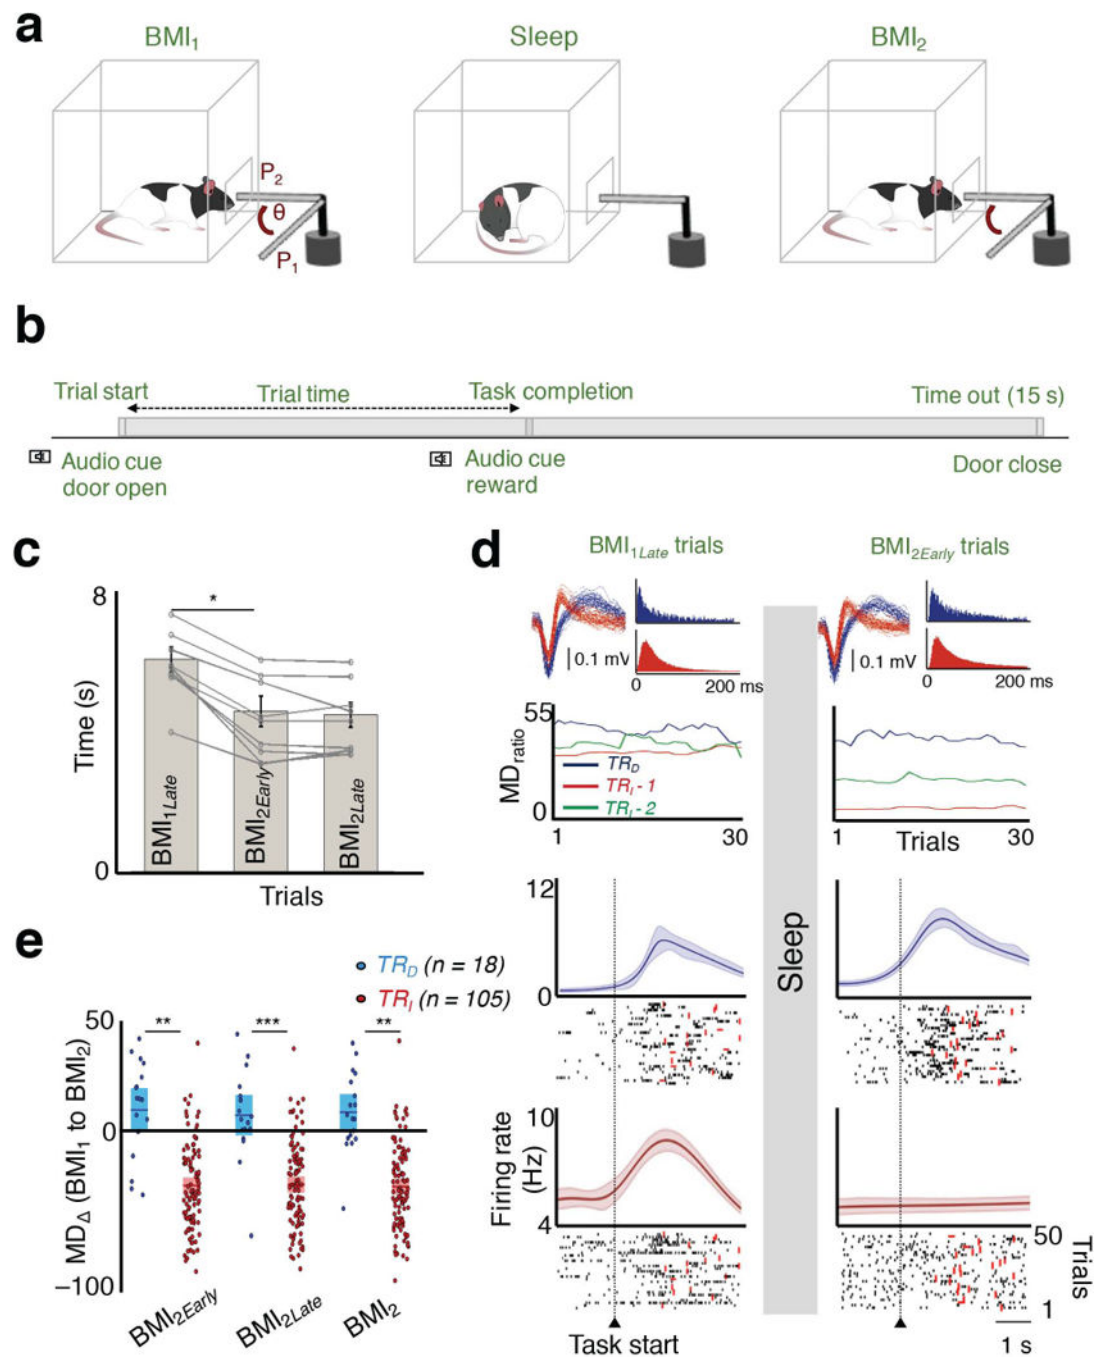 a
BMI1
Sleep
BMI2
P2
θ
P1
b
Trial start
Trial time
Task completion
Time out (15 s)
Audio cue
door open
Audio cue
reward
Door close
c
8
*
Time (s)
0
BMI1Late
BMI2Early
BMI2Late
Trials
d
BMI1Late trials
BMI2Early trials
0.1 mV
0
200 ms
0.1 mV
0
200 ms
55
MDratio
0
TRD
TRI - 1
TRI - 2
1
30
1
Trials
30
12
0
Sleep
10
Firing rate
(Hz)
4
50
Trials
1
Task start
1 s
e
TRD (n = 18)
TRI (n = 105)
50
**
***
**
0
MDΔ (BMI1 to BMI2)
−100
BMI2Early
BMI2Late
BMI2